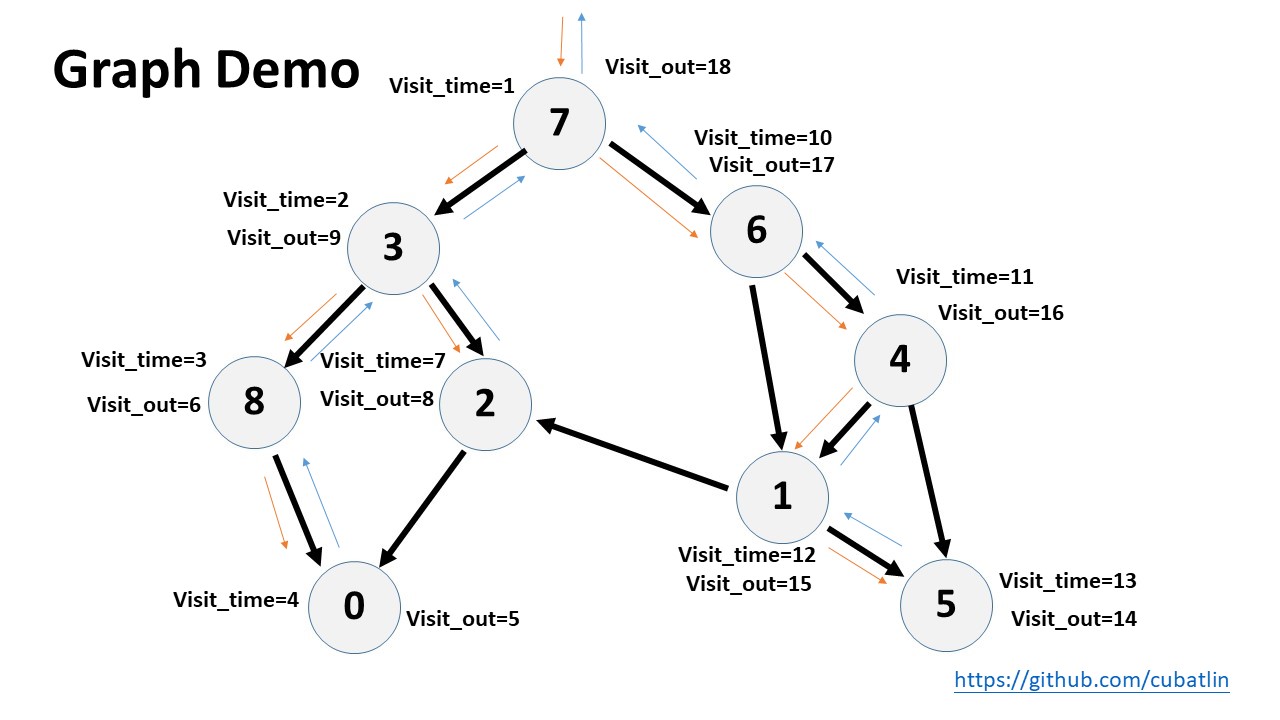 Graph Demo
Visit_time=1
Visit_out=18
7
Visit_time=10
Visit_out=17
Visit_time=2
Visit_out=9
3
6
Visit_time=11
Visit_out=16
Visit_time=3
Visit_out=6
8
Visit_time=7
Visit_out=8
2
4
1
Visit_time=12
Visit_out=15
Visit_time=4
0
Visit_out=5
5
Visit_time=13
Visit_out=14
https://github.com/cubatlin